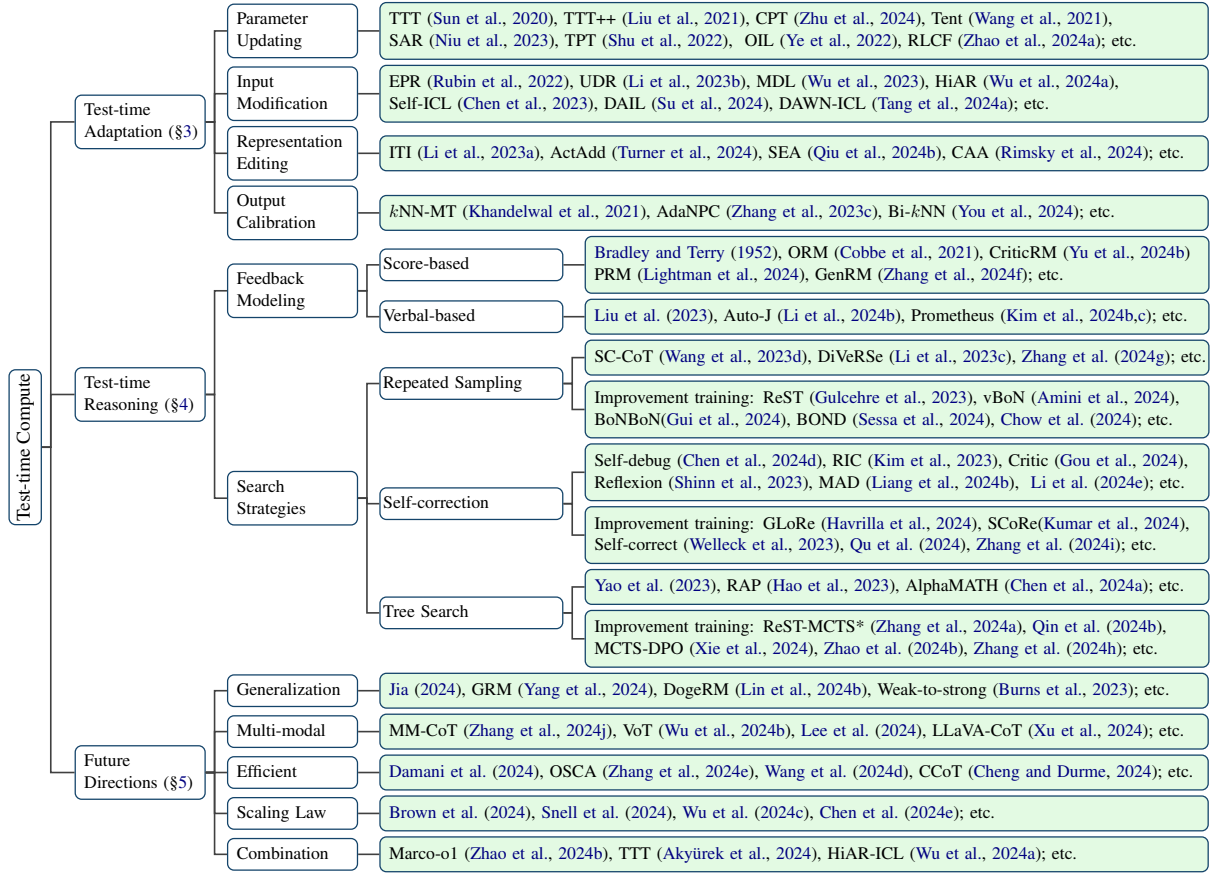 Test-time Compute
Test-time
Adaptation (§3)
Parameter
Updating
TTT (Sun et al., 2020), TTT++ (Liu et al., 2021), CPT (Zhu et al., 2024), Tent (Wang et al., 2021),
SAR (Niu et al., 2023), TPT (Shu et al., 2022), OIL (Ye et al., 2022), RLCF (Zhao et al., 2024a); etc.
Input
Modification
EPR (Rubin et al., 2022), UDR (Li et al., 2023b), MDL (Wu et al., 2023), HiAR (Wu et al., 2024a),
Self-ICL (Chen et al., 2023), DAIL (Su et al., 2024), DAWN-ICL (Tang et al., 2024a); etc.
Representation
Editing
ITI (Li et al., 2023a), ActAdd (Turner et al., 2024), SEA (Qiu et al., 2024b), CAA (Rimsky et al., 2024); etc.
Output
Calibration
kNN-MT (Khandelwal et al., 2021), AdaNPC (Zhang et al., 2023c), Bi-kNN (You et al., 2024); etc.
Test-time
Reasoning (§4)
Feedback
Modeling
Score-based
Bradley and Terry (1952), ORM (Cobbe et al., 2021), CriticRM (Yu et al., 2024b)
PRM (Lightman et al., 2024), GenRM (Zhang et al., 2024f); etc.
Verbal-based
Liu et al. (2023), Auto-J (Li et al., 2024b), Prometheus (Kim et al., 2024b,c); etc.
Search
Strategies
Repeated Sampling
SC-CoT (Wang et al., 2023d), DiVeRSe (Li et al., 2023c), Zhang et al. (2024g); etc.
Improvement training: ReST (Gulcehre et al., 2023), vBoN (Amini et al., 2024),
BoNBoN(Gui et al., 2024), BOND (Sessa et al., 2024), Chow et al. (2024); etc.
Self-correction
Self-debug (Chen et al., 2024d), RIC (Kim et al., 2023), Critic (Gou et al., 2024),
Reflexion (Shinn et al., 2023), MAD (Liang et al., 2024b), Li et al. (2024e); etc.
Improvement training: GLoRe (Havrilla et al., 2024), SCoRe(Kumar et al., 2024),
Self-correct (Welleck et al., 2023), Qu et al. (2024), Zhang et al. (2024i); etc.
Tree Search
Yao et al. (2023), RAP (Hao et al., 2023), AlphaMATH (Chen et al., 2024a); etc.
Improvement training: ReST-MCTS* (Zhang et al., 2024a), Qin et al. (2024b),
MCTS-DPO (Xie et al., 2024), Zhao et al. (2024b), Zhang et al. (2024h); etc.
Future
Directions (§5)
Generalization
Jia (2024), GRM (Yang et al., 2024), DogeRM (Lin et al., 2024b), Weak-to-strong (Burns et al., 2023); etc.
Multi-modal
MM-CoT (Zhang et al., 2024j), VoT (Wu et al., 2024b), Lee et al. (2024), LLaVA-CoT (Xu et al., 2024); etc.
Efficient
Damani et al. (2024), OSCA (Zhang et al., 2024e), Wang et al. (2024d), CCoT (Cheng and Durme, 2024); etc.
Scaling Law
Brown et al. (2024), Snell et al. (2024), Wu et al. (2024c), Chen et al. (2024e); etc.
Combination
Marco-o1 (Zhao et al., 2024b), TTT (Akyürek et al., 2024), HiAR-ICL (Wu et al., 2024a); etc.